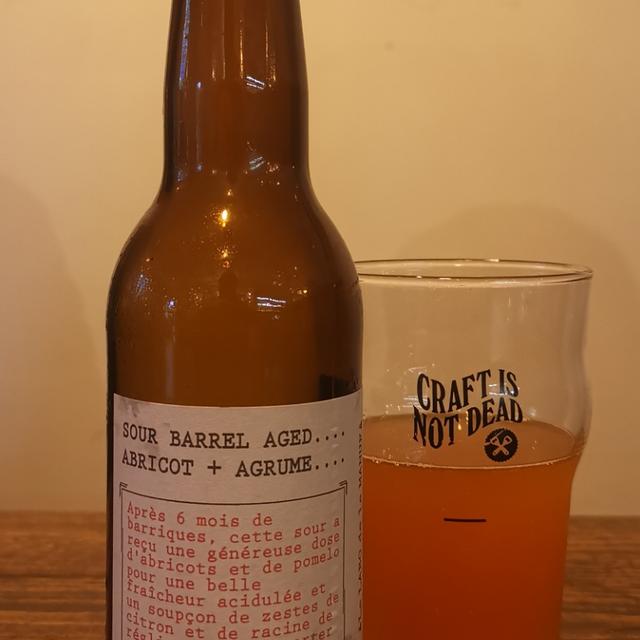 SOUR BARREL AGED....
ABRICOT + AGRUME....
Après 6 mois de
barriques, cette sour a
reçu une généreuse dose
d'abricots et de pomelo
pour une belle
fraîcheur acidulée et
un soupçon de zestes de
citron et de racine de
CRAFT IS
NOT DEAD